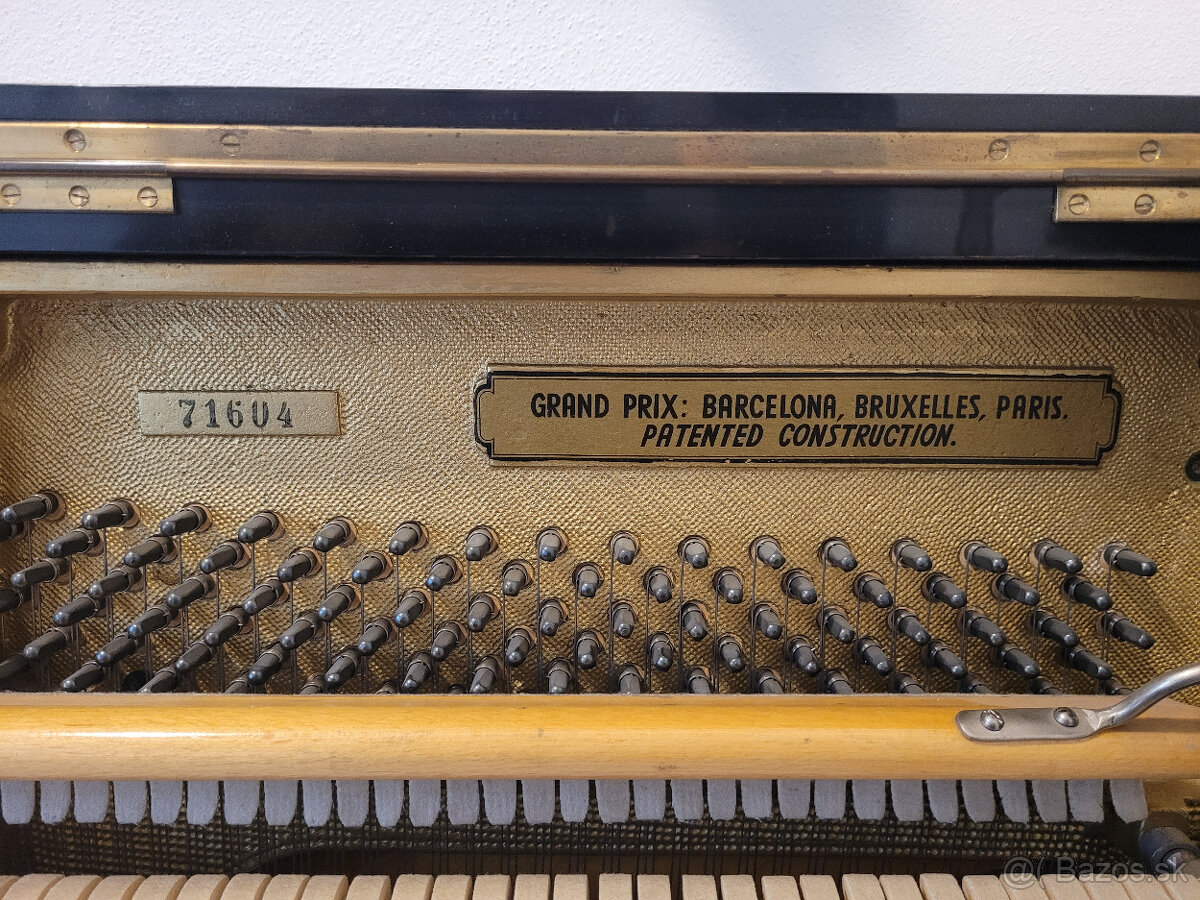 71604
GRAND PRIX: BARCELONA, BRUXELLES, PARIS.
PATENTED CONSTRUCTION.
@ Bazos.sk